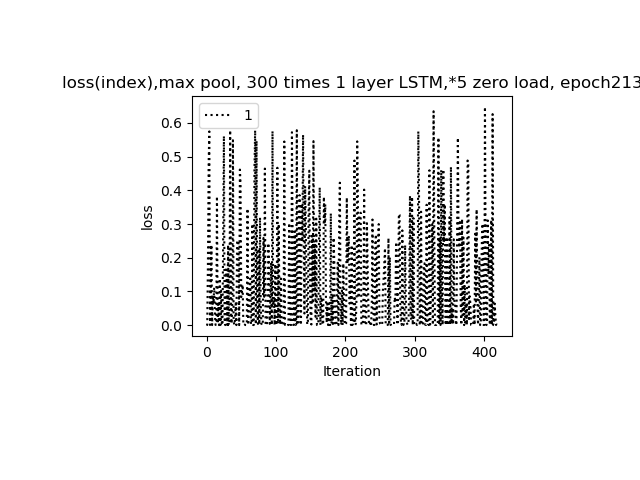 loss(index),max pool, 300 times 1 layer LSTM,*5 zero load, epoch213
1
0.6
0.5
0.4
0.3
0.2
0.1
0.0
loss
0 100 200 300 400
Iteration